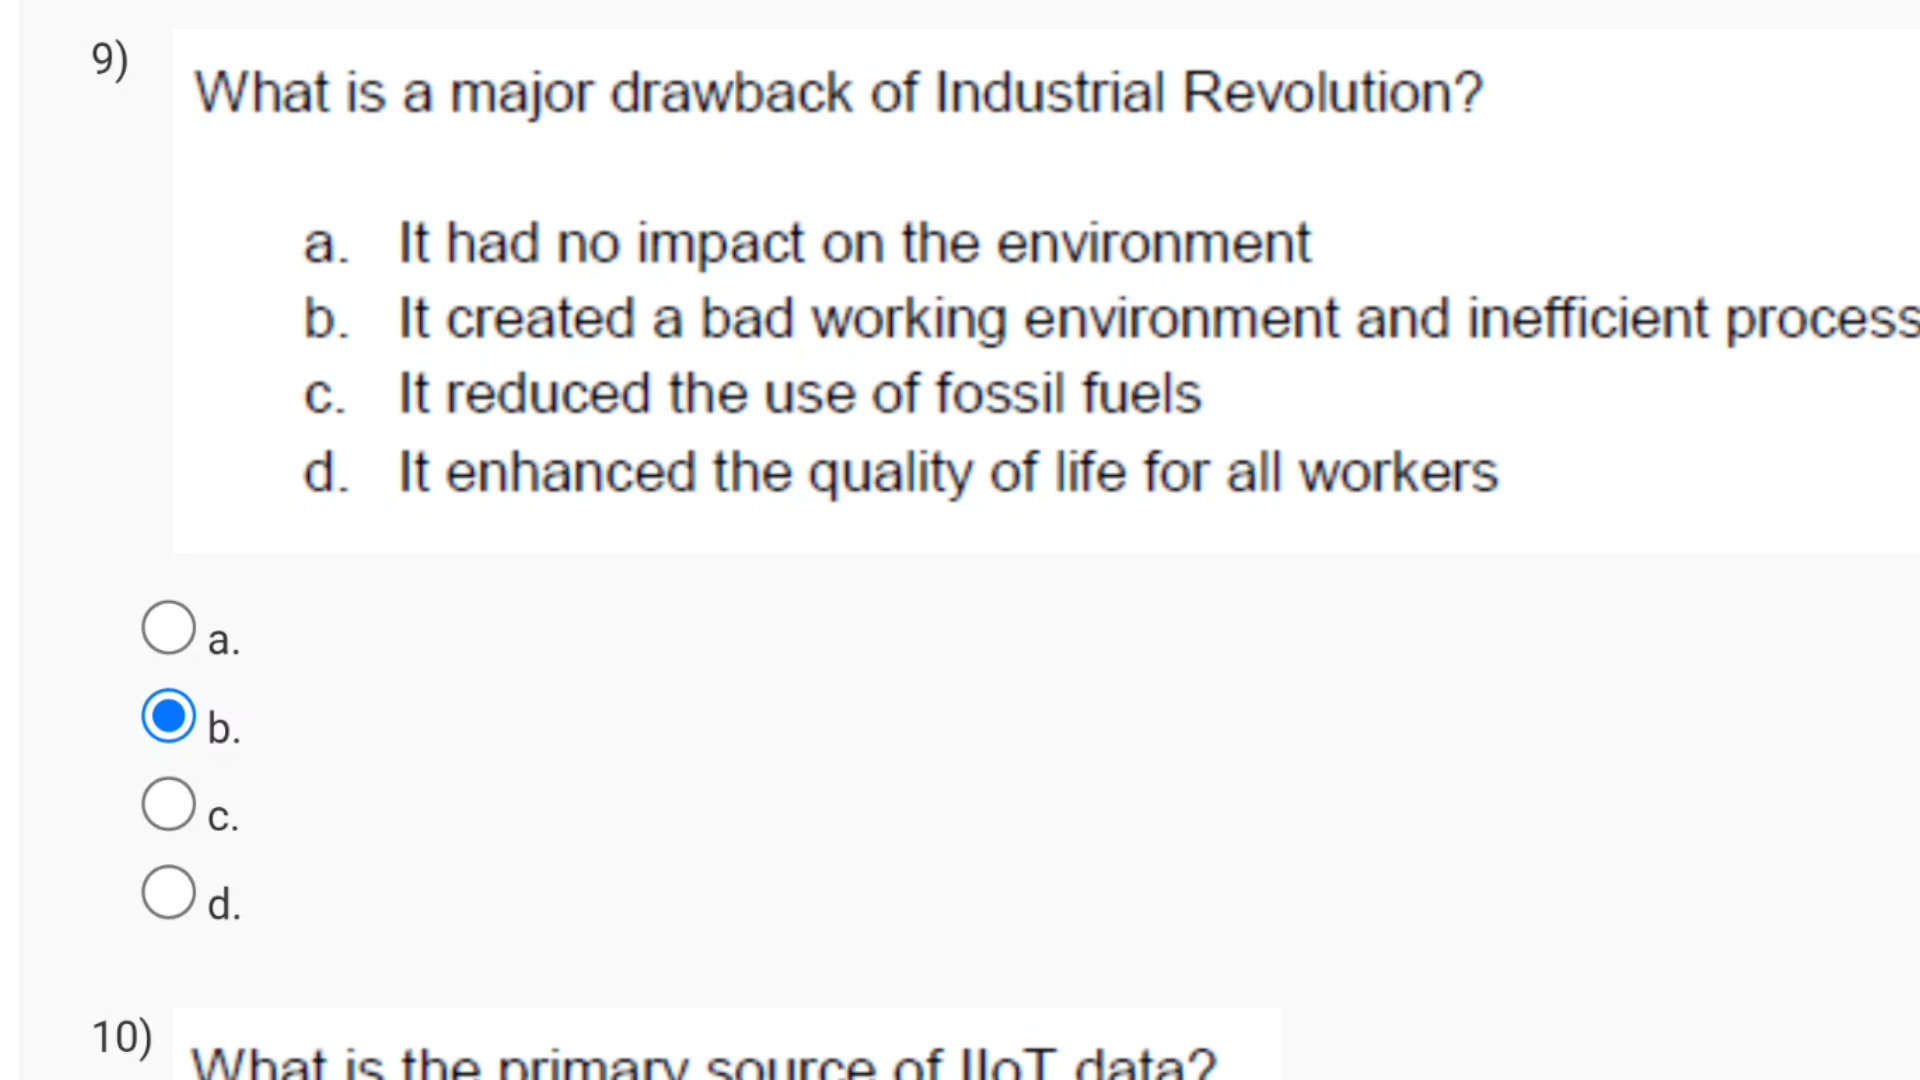 9)
What is a major drawback of Industrial Revolution?
a. It had no impact on the environment
b. It created a bad working environment and inefficient process
c. It reduced the use of fossil fuels
d. It enhanced the quality of life for all workers
a.
b.
c.
d.
10)
What is the primary source of IIoT data?